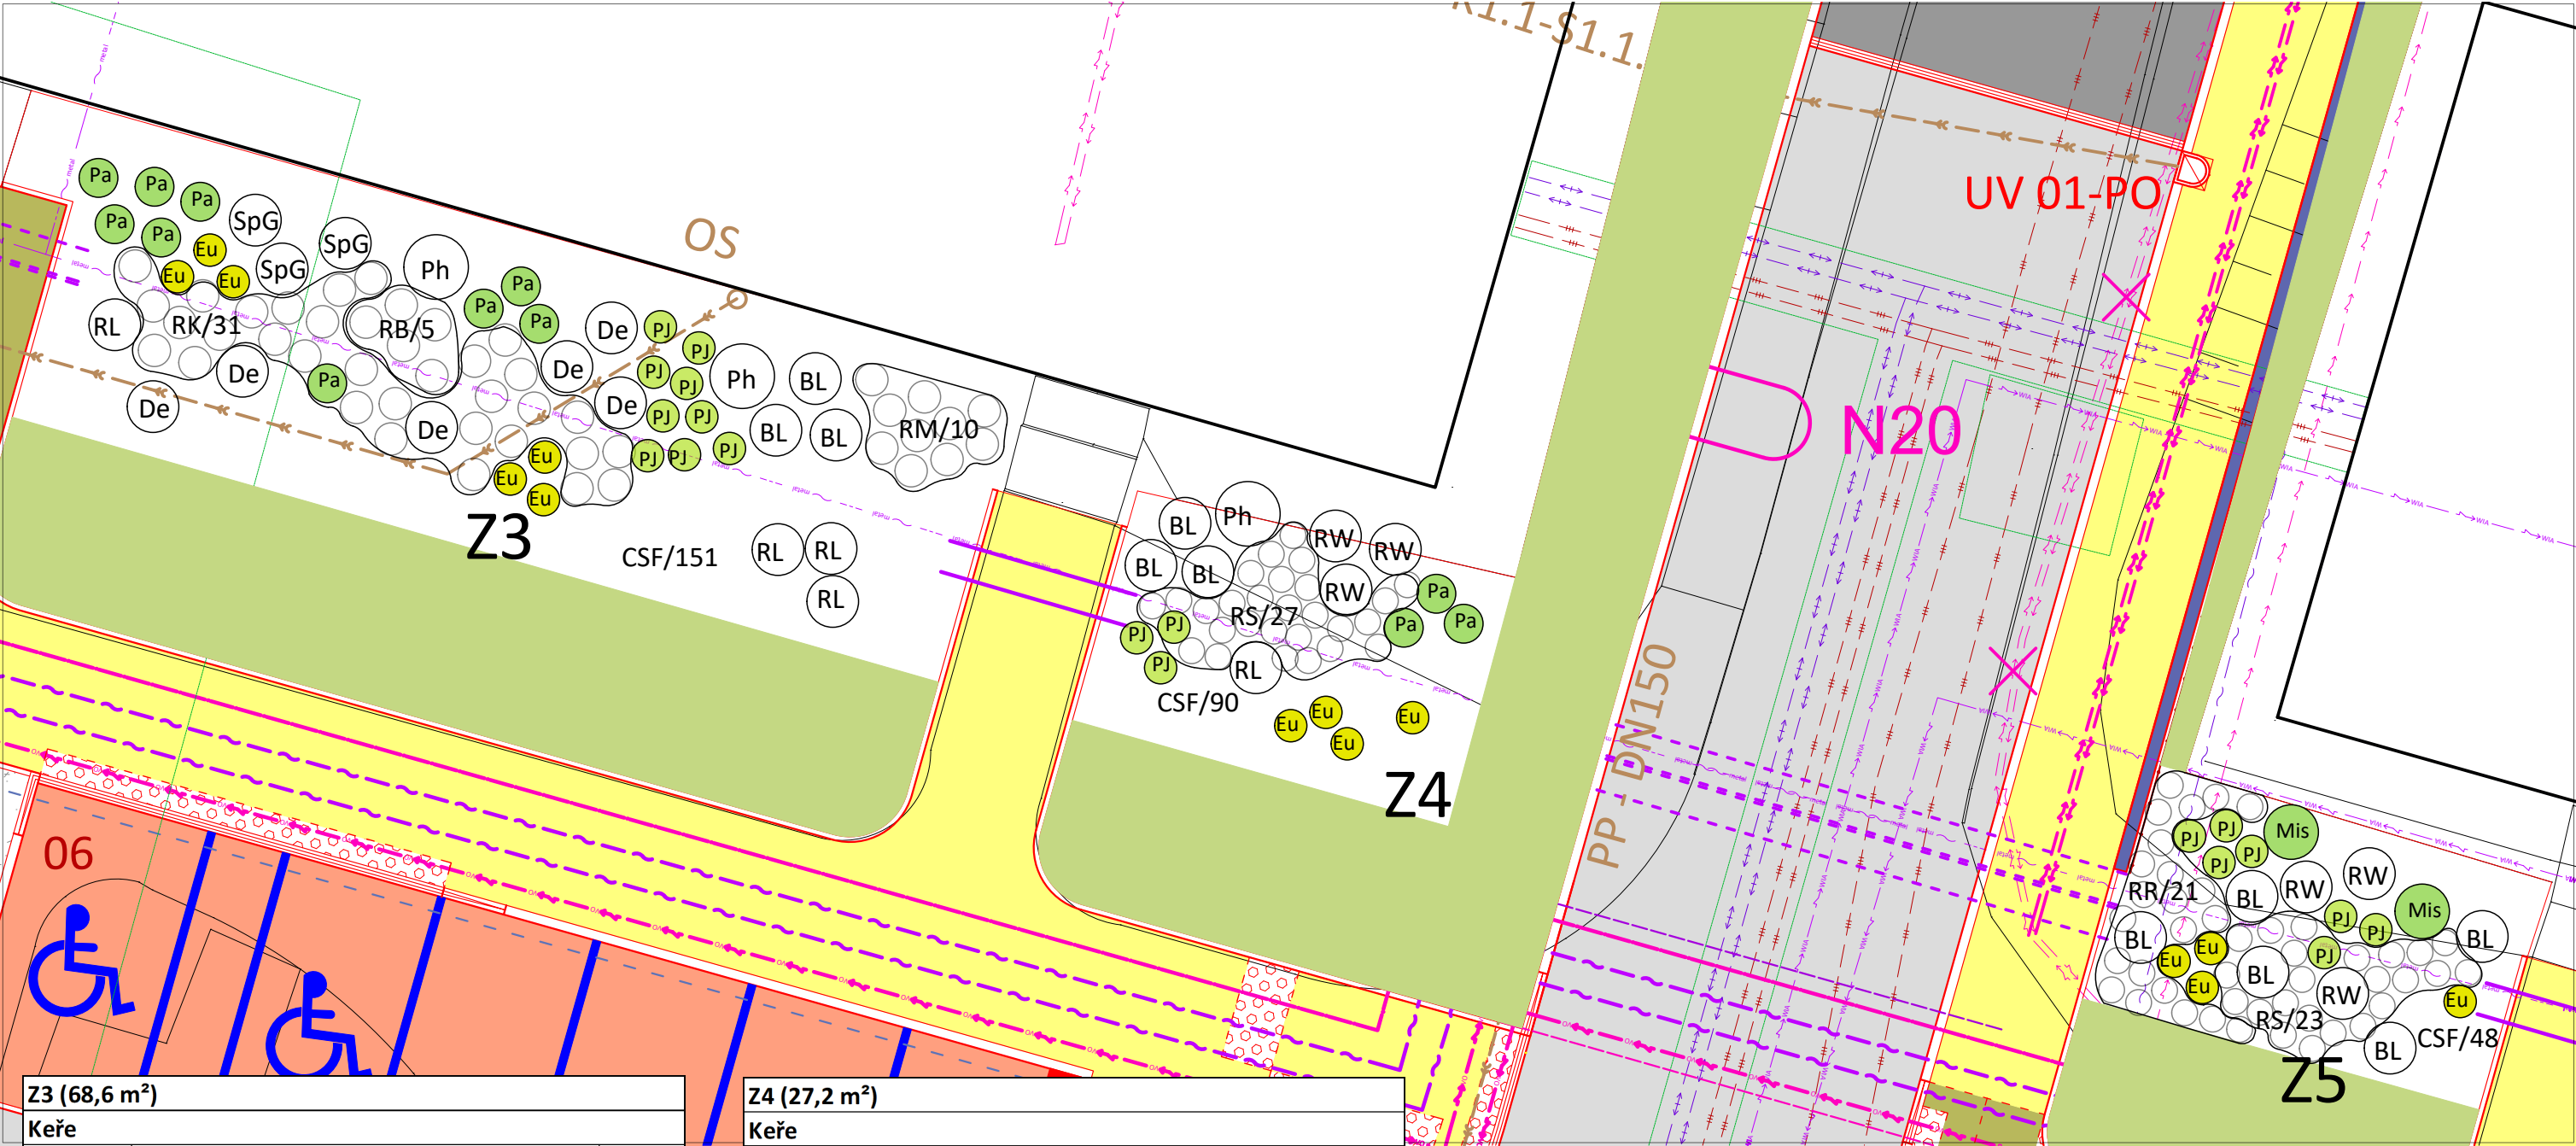 R1.1-S1.1.
Pa
Pa
Pa
Pa
Pa
SpG
SpG
SpG
Eu
Eu
Eu
Ph
OS
UV 01-PO
RL
RK/31
RB/5
Pa
Pa
Pa
De
PJ
PJ
De
De
Pa
De
PJ
PJ
Ph
BL
De
De
PJ
PJ
BL
BL
RM/10
N20
Eu
Eu
Eu
PJ
PJ
PJ
Z3
CSF/151
RL
RL
RL
BL
Ph
RW
RW
BL
BL
RW
Pa
Pa
Pa
RS/27
PJ
PJ
PJ
RL
CSF/90
Eu
Eu
Eu
Eu
Z4
PP - DN150
06
PJ
PJ
PJ
PJ
Mis
RR/21
BL
RW
RW
Mis
PJ
PJ
BL
BL
Eu
Eu
Eu
PJ
BL
RW
Eu
RS/23
BL
CSF/48
Z5
Z3 (68,6 m²)
Keře
Z4 (27,2 m²)
Keře